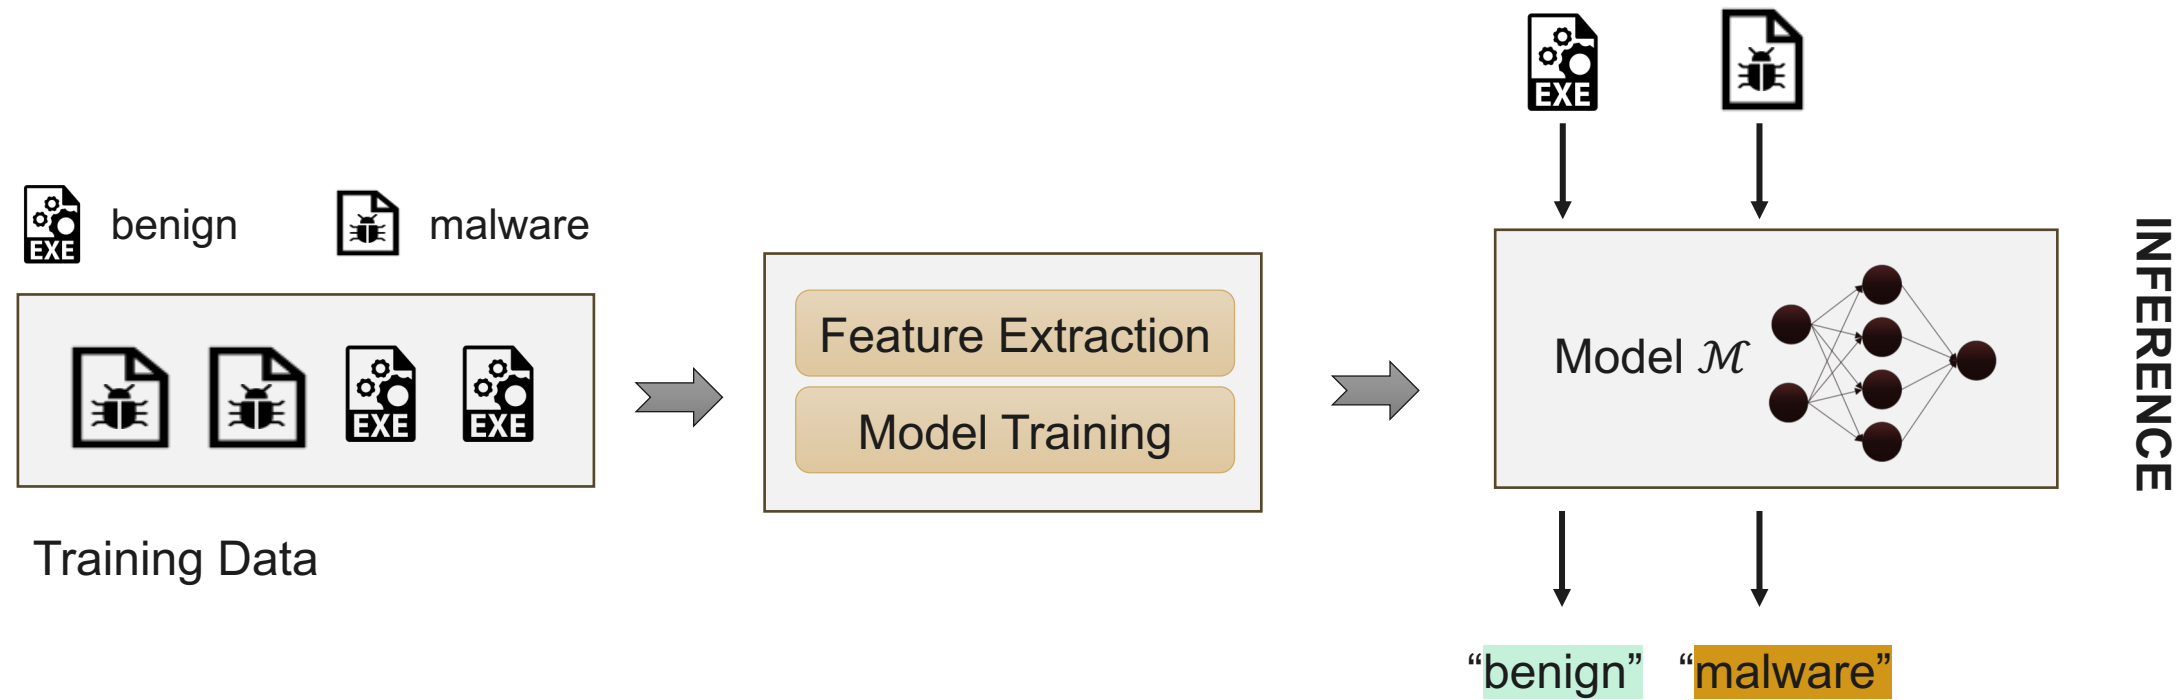 EXE
EXE benign malware
EXE EXE
Training Data
Feature Extraction
Model Training
Model ℳ
“benign” “malware”
INFERENCE